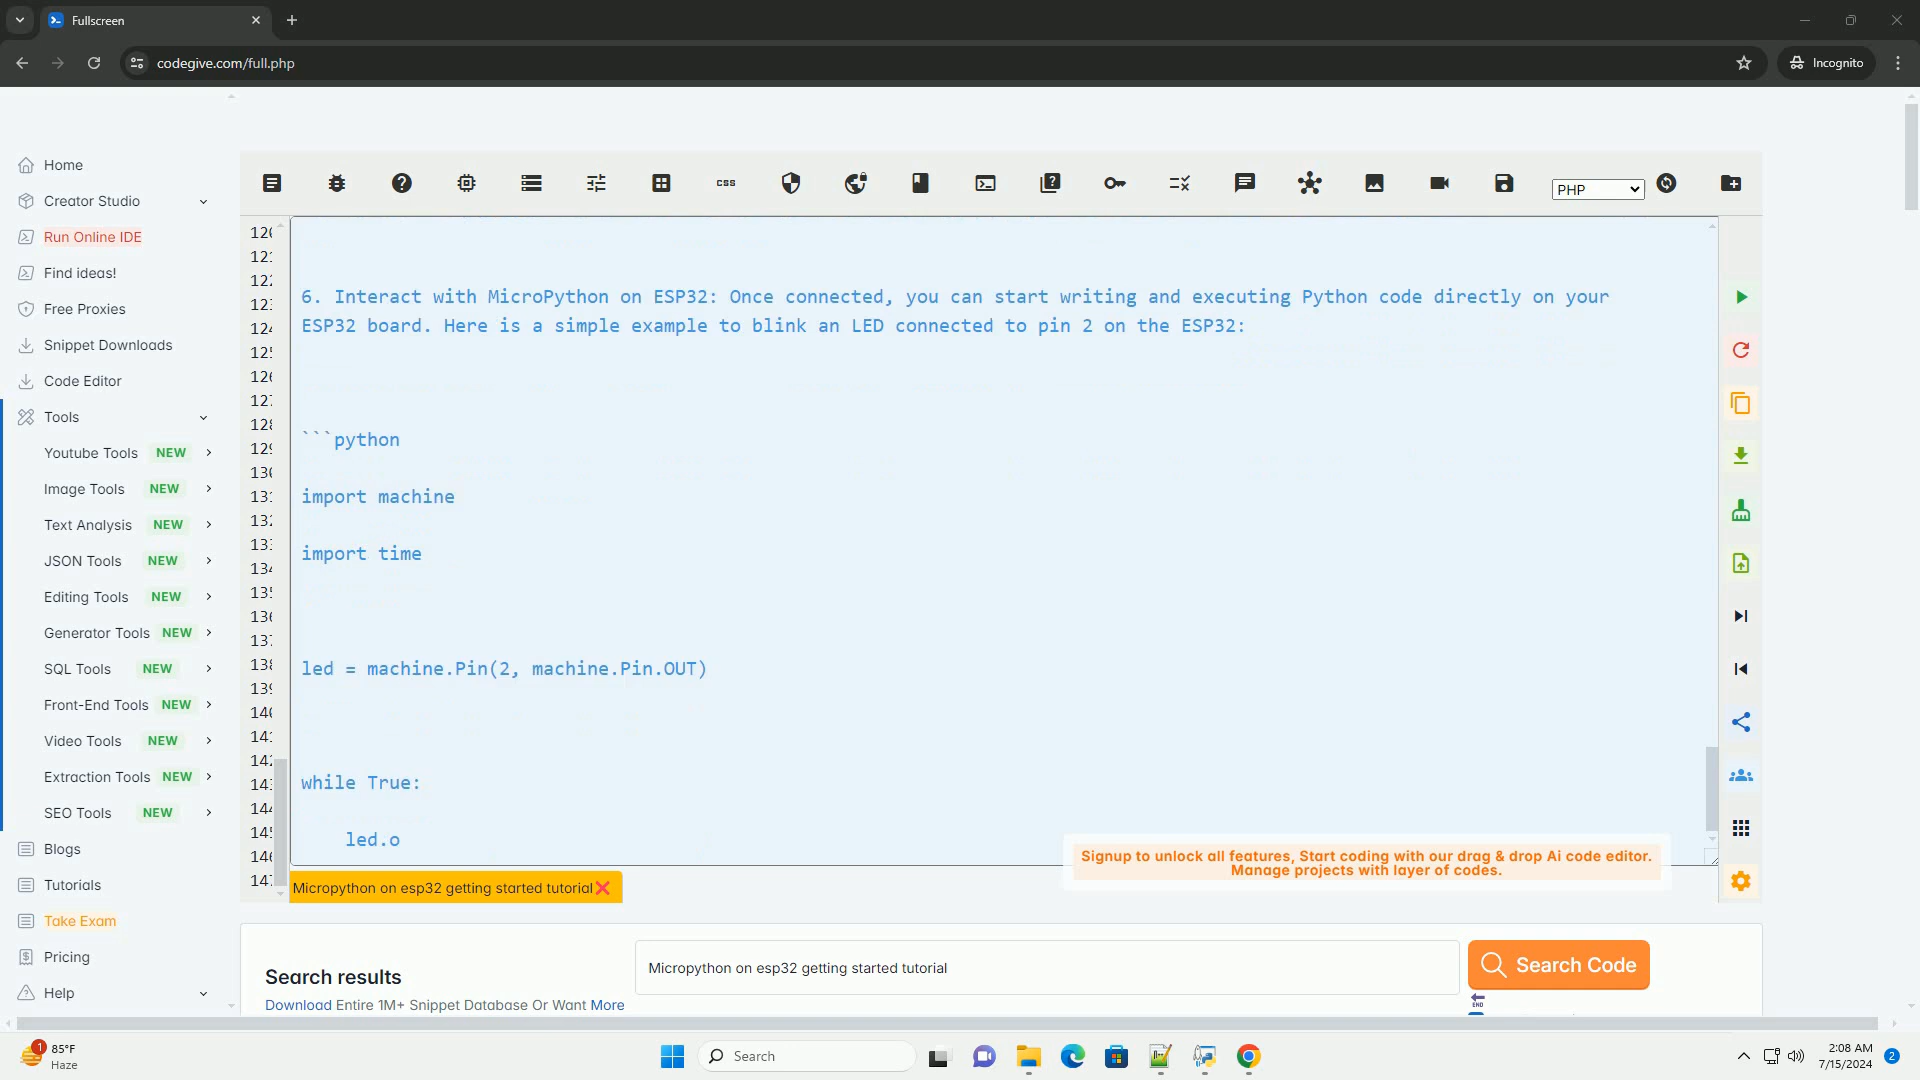 Fullscreen
codegive.com/full.php
Incognito
Home
Creator Studio
Run Online IDE
Find ideas!
Free Proxies
Snippet Downloads
Code Editor
Tools
Youtube Tools NEW
Image Tools NEW
Text Analysis NEW
JSON Tools NEW
Editing Tools NEW
Generator Tools NEW
SQL Tools NEW
Front-End Tools NEW
Video Tools NEW
Extraction Tools NEW
SEO Tools NEW
Blogs
Tutorials
Take Exam
Pricing
Help
css
PHP
6. Interact with MicroPython on ESP32: Once connected, you can start writing and executing Python code directly on your
ESP32 board. Here is a simple example to blink an LED connected to pin 2 on the ESP32:
```python
import machine
import time
led = machine.Pin(2, machine.Pin.OUT)
while True:
led.o
Signup to unlock all features, Start coding with our drag & drop Ai code editor.
Manage projects with layer of codes.
Micropython on esp32 getting started tutorial
Search results
Download Entire 1M+ Snippet Database Or Want More
Micropython on esp32 getting started tutorial
Search Code
END
1
85°F
Haze
Search
2:08 AM
7/15/2024
2